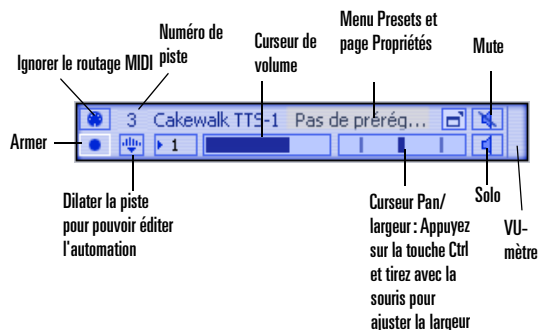 Menu Presets et
page Propriétés
Numéro de
piste
Curseur de
volume
Mute
Ignorer le routage MIDI
3 Cakewalk TTS-1 Pas de prérég...
Armer
1
Dilater la piste
pour pouvoir éditer
l'automation
Curseur Pan/
largeur : Appuyez
sur la touche Ctrl
et tirez avec la
souris pour
ajuster la largeur
Solo
VU-
mètre